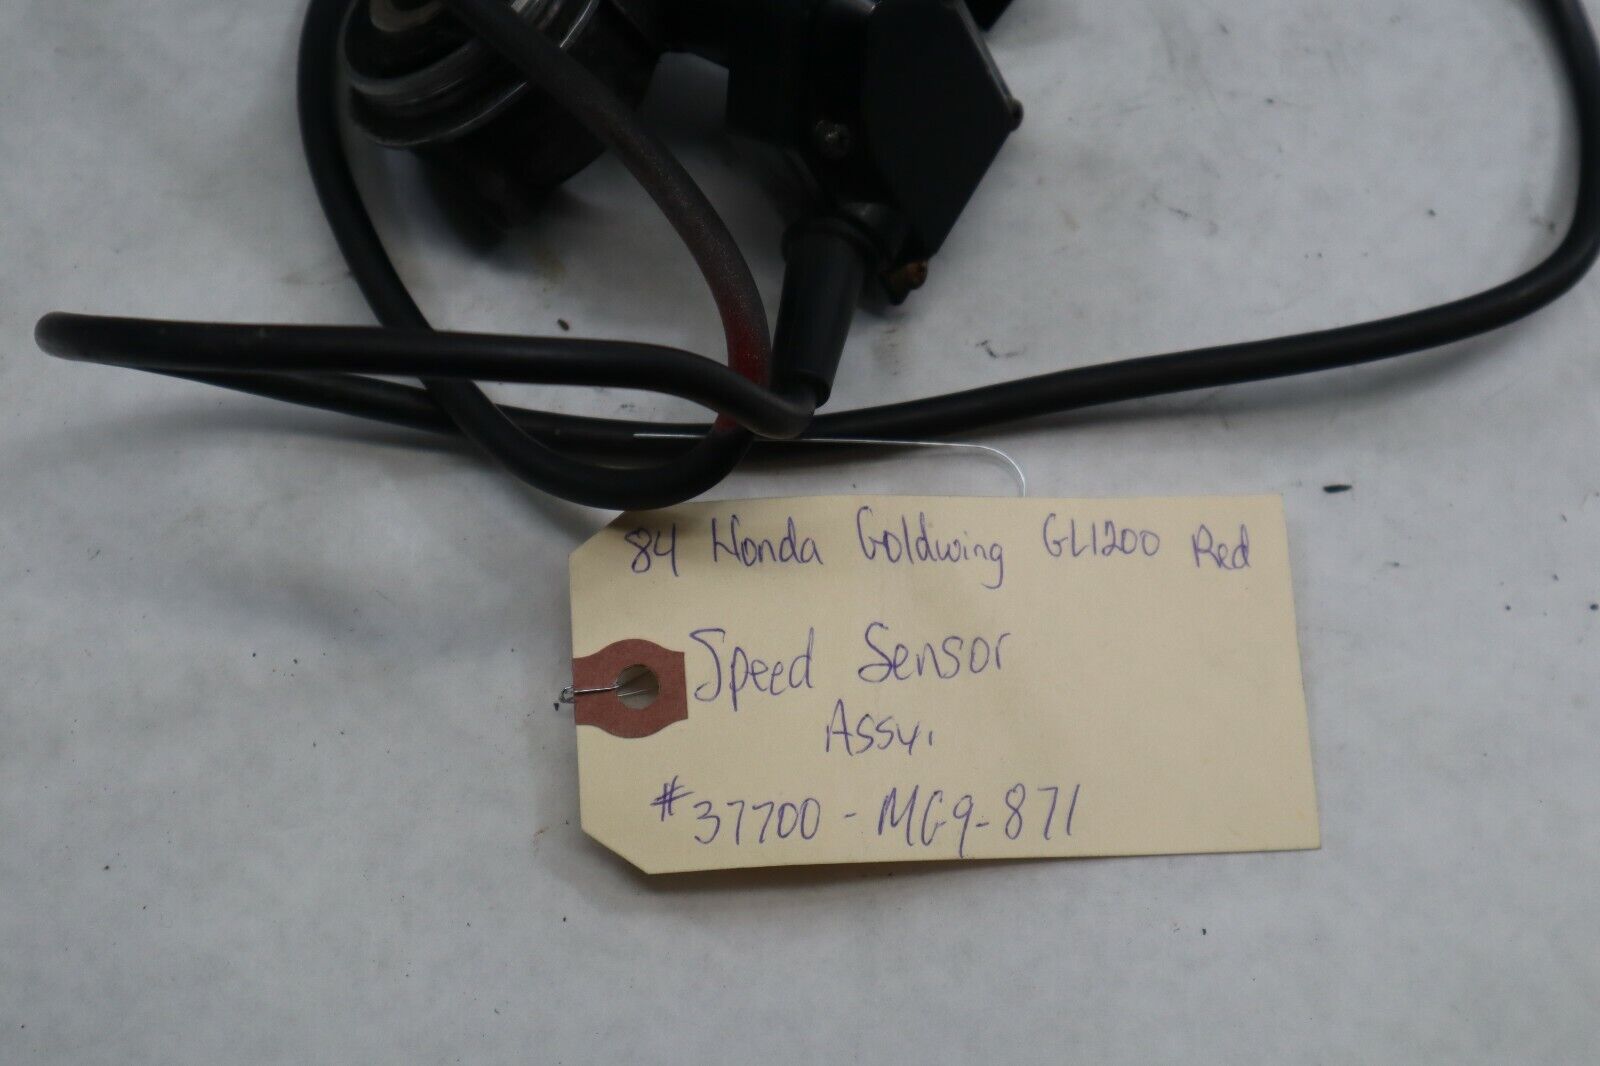 84 Honda Goldwing GL1200 Red
Speed Sensor
Assy.
#37700-MG9-871